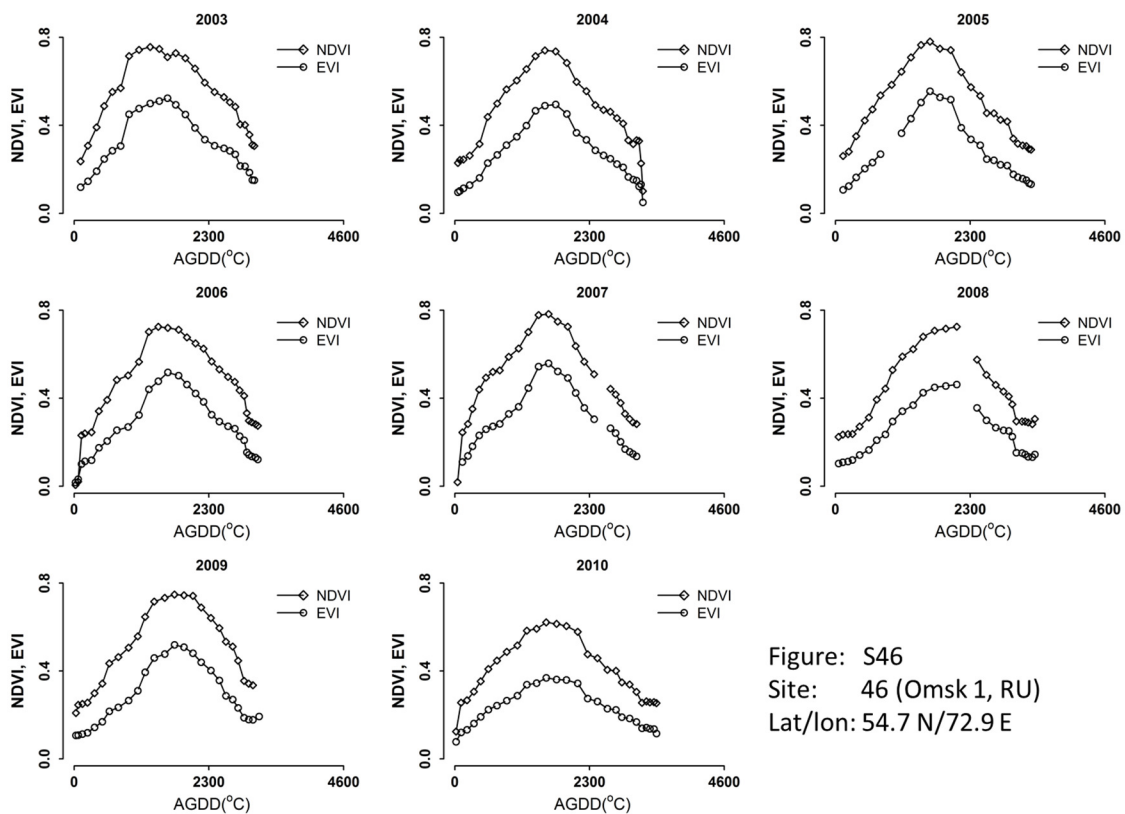 2003
NDVI, EVI
0.8
0.4
0.0
NDVI
EVI
0
2300
4600
AGDD(°C)
2004
NDVI, EVI
0.8
0.4
0.0
NDVI
EVI
0
2300
4600
AGDD(°C)
2005
NDVI, EVI
0.8
0.4
0.0
NDVI
EVI
0
2300
4600
AGDD(°C)
2006
NDVI, EVI
0.8
0.4
0.0
NDVI
EVI
0
2300
4600
AGDD(°C)
2007
NDVI, EVI
0.8
0.4
0.0
NDVI
EVI
0
2300
4600
AGDD(°C)
2008
NDVI, EVI
0.8
0.4
0.0
NDVI
EVI
0
2300
4600
AGDD(°C)
2009
NDVI, EVI
0.8
0.4
0.0
NDVI
EVI
0
2300
4600
AGDD(°C)
2010
NDVI, EVI
0.8
0.4
0.0
NDVI
EVI
0
2300
4600
AGDD(°C)
Figure: S46
Site: 46 (Omsk 1, RU)
Lat/lon: 54.7 N/72.9 E